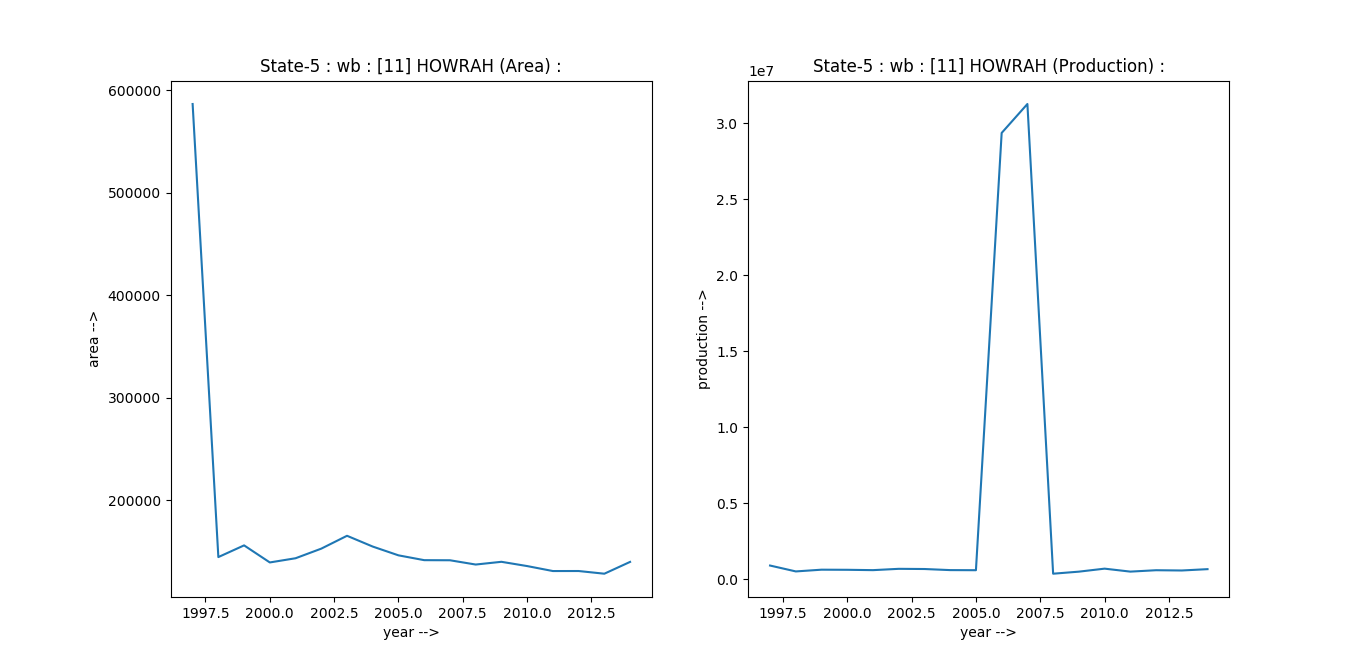 State-5 : wb : [11] HOWRAH (Area) :
600000
500000
400000
300000
200000
area -->
1997.5 2000.0 2002.5 2005.0 2007.5 2010.0 2012.5
year -->
State-5 : wb : [11] HOWRAH (Production) :
1e7
3.0
2.5
2.0
1.5
1.0
0.5
0.0
production -->
1997.5 2000.0 2002.5 2005.0 2007.5 2010.0 2012.5
year -->